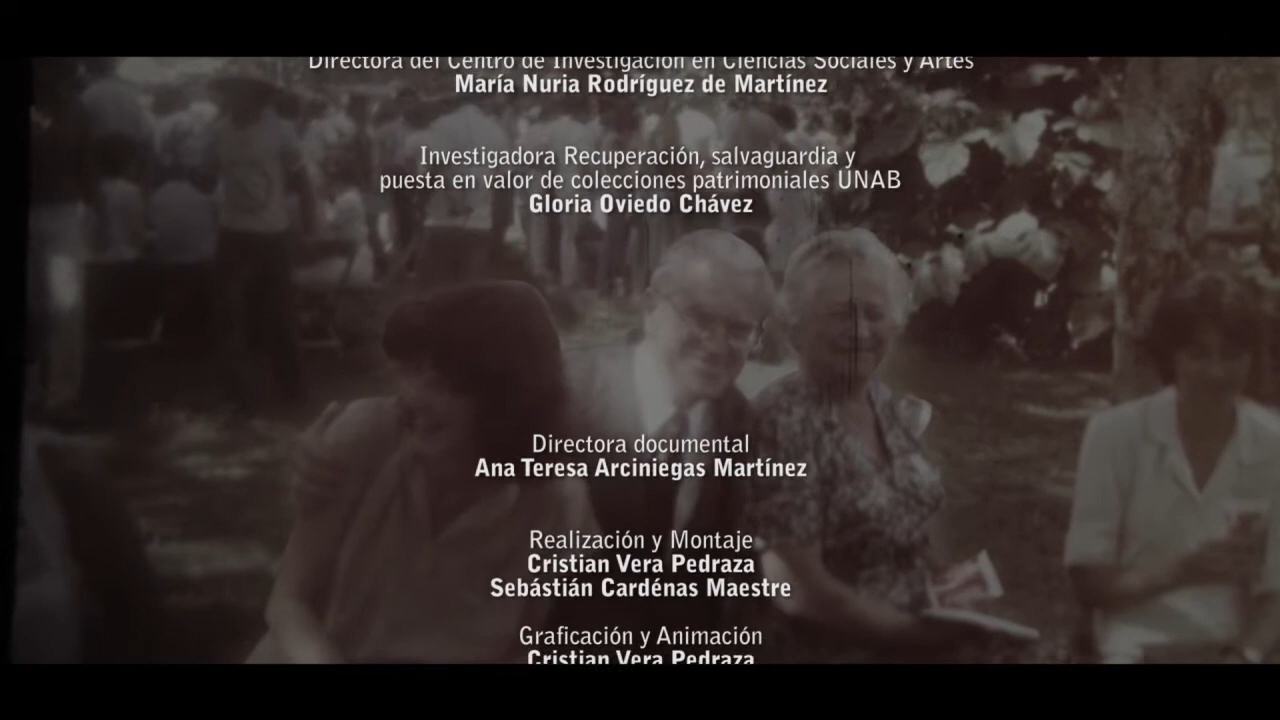 Directora del Centro de Investigación en Ciencias Sociales y Artes
María Nuria Rodríguez de Martínez
Investigadora Recuperación, salvaguardia y
puesta en valor de colecciones patrimoniales UNAB
Gloria Oviedo Chávez
Directora documental
Ana Teresa Arciniegas Martínez
Realización y Montaje
Cristian Vera Pedraza
Sebástián Cardénas Maestre
Graficación y Animación
Cristian Vera Pedraza